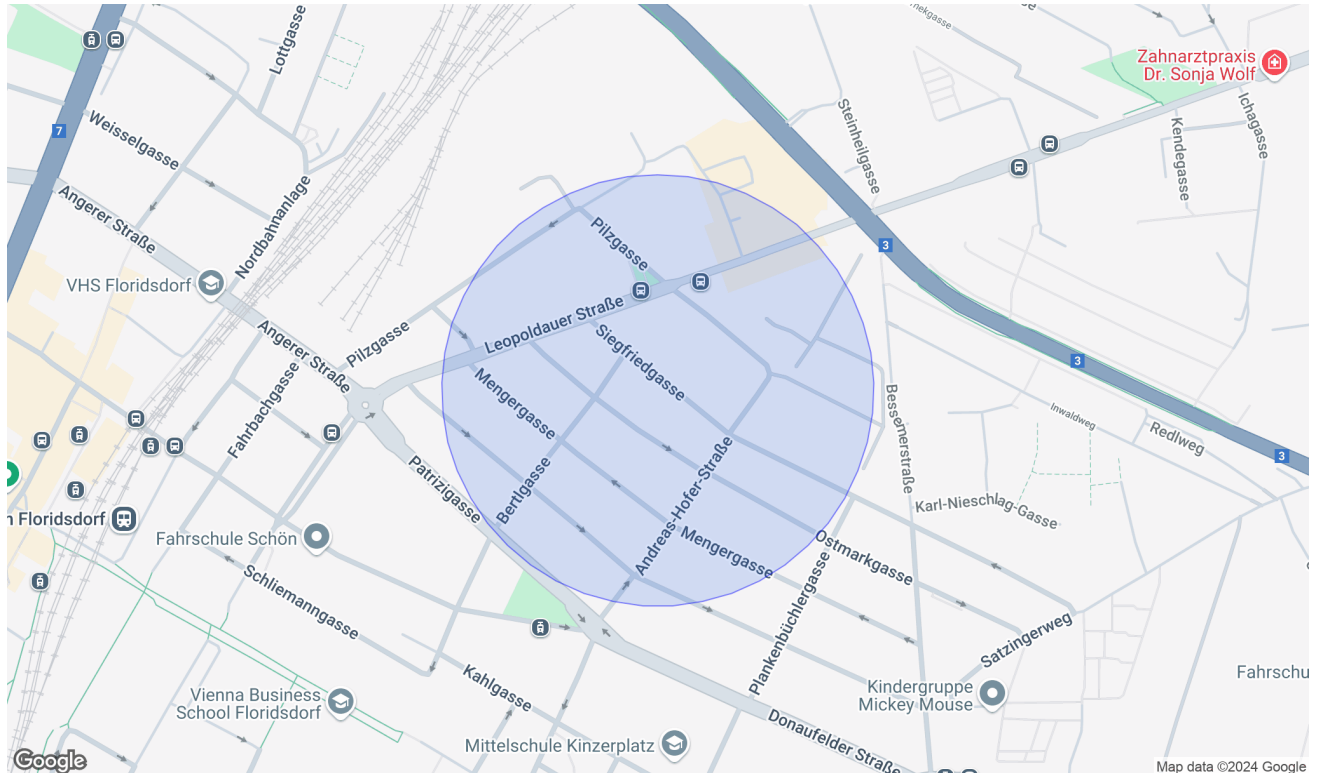 nekgasse
Lottgasse
Zahnarztpraxis
Dr. Sonja Wolf
Ichagasse
Steinheilgasse
Kendegasse
7
Weisselgasse
Angerer Straße
Nordbahnanlage
VHS Floridsdorf
Pilzgasse
3
Leopoldauer Straße
Angerer Straße
Pilzgasse
Siegfriedgasse
3
Mengergasse
Fahrbachgasse
Bessemerstraße
Inwaldweg
Redlweg
3
Patrizigasse
Bertlgasse
Andreas-Hofer-Straße
Karl-Nieschlag-Gasse
n Floridsdorf
Fahrschule Schön
Mengergasse
Ostmarkgasse
Schliemanngasse
Plankenbüchlergasse
Satzingerweg
Kahlgasse
Fahrschu
Kindergruppe
Mickey Mouse
Vienna Business
School Floridsdorf
Donaufelder Straße
Mittelschule Kinzerplatz
Google
Map data ©2024 Google